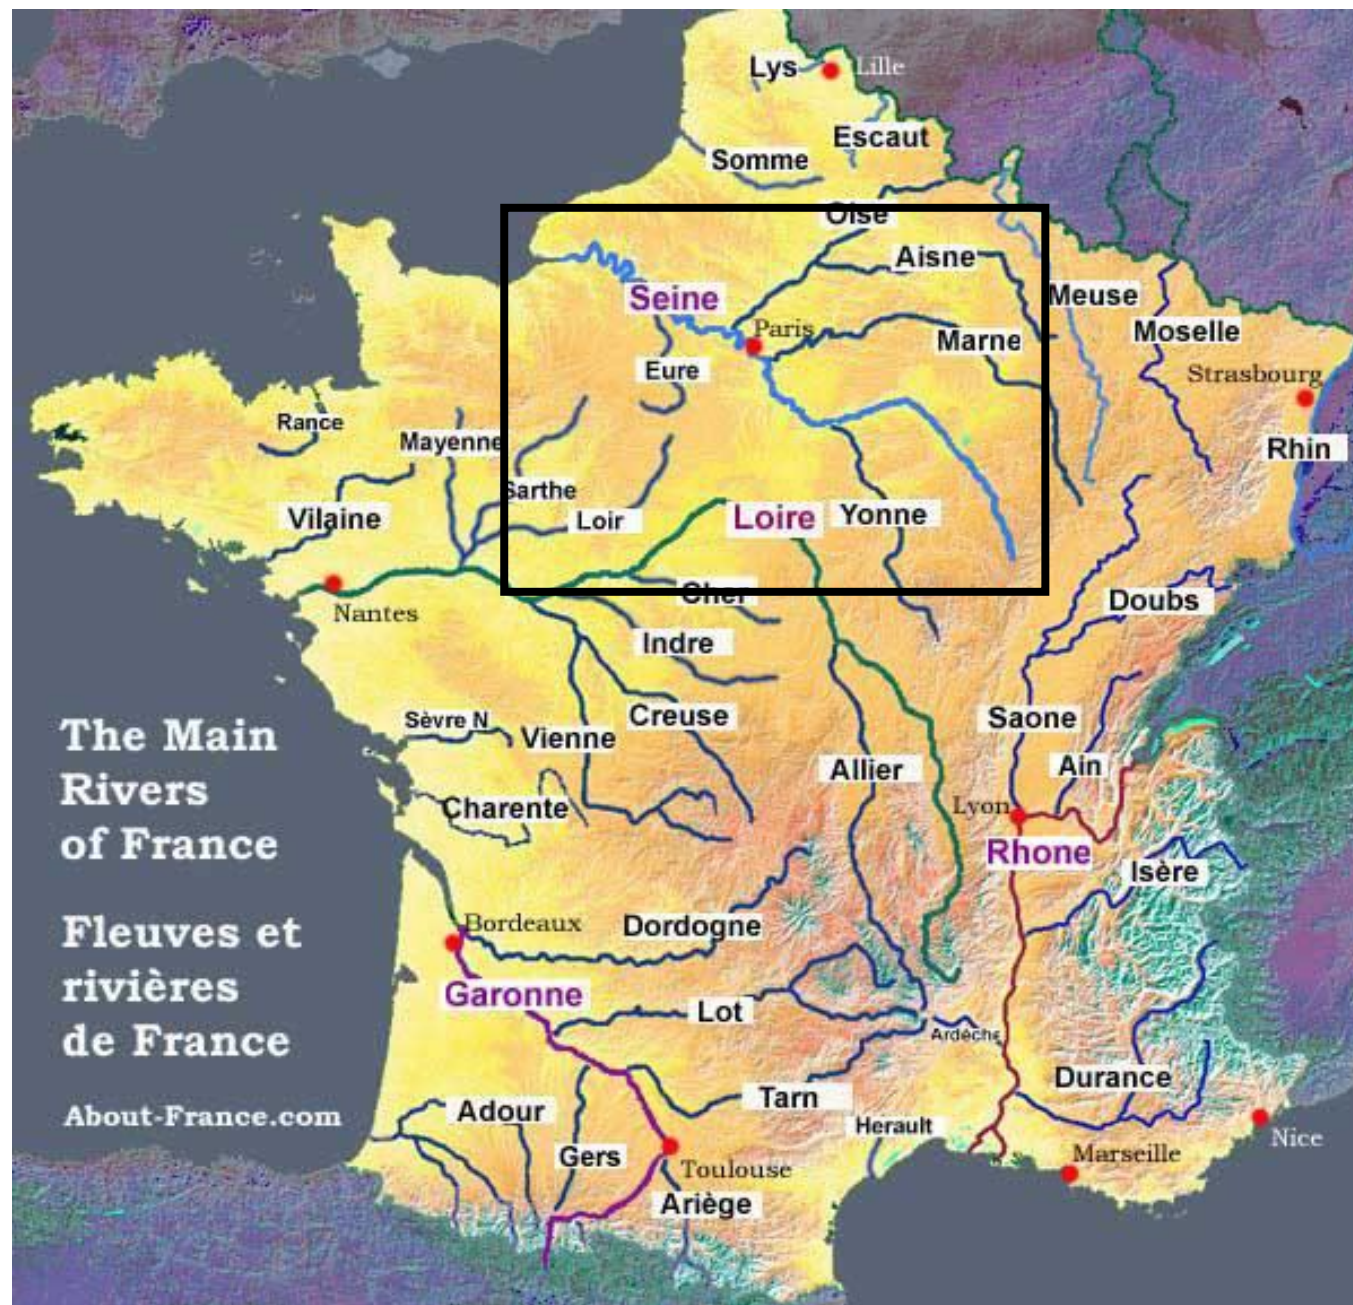 Lys
Lille
Escaut
Somme
Oise
Aisne
Seine
Meuse
Paris
Marne
Moselle
Eure
Strasbourg
Rance
Mayenne
Rhin
Sarthe
Vilaine
Loir
Loire
Yonne
Cher
Nantes
Doubs
Indre
Sèvre N
Vienne
Creuse
Saone
Allier
Ain
Charente
Lyon
Rhone
Isère
Bordeaux
Dordogne
Garonne
Lot
Ardèche
Durance
Tarn
Adour
Herault
Gers
Toulouse
Marseille
Nice
Ariège
The Main
Rivers
of France
Fleuves et
rivières
de France
About-France.com